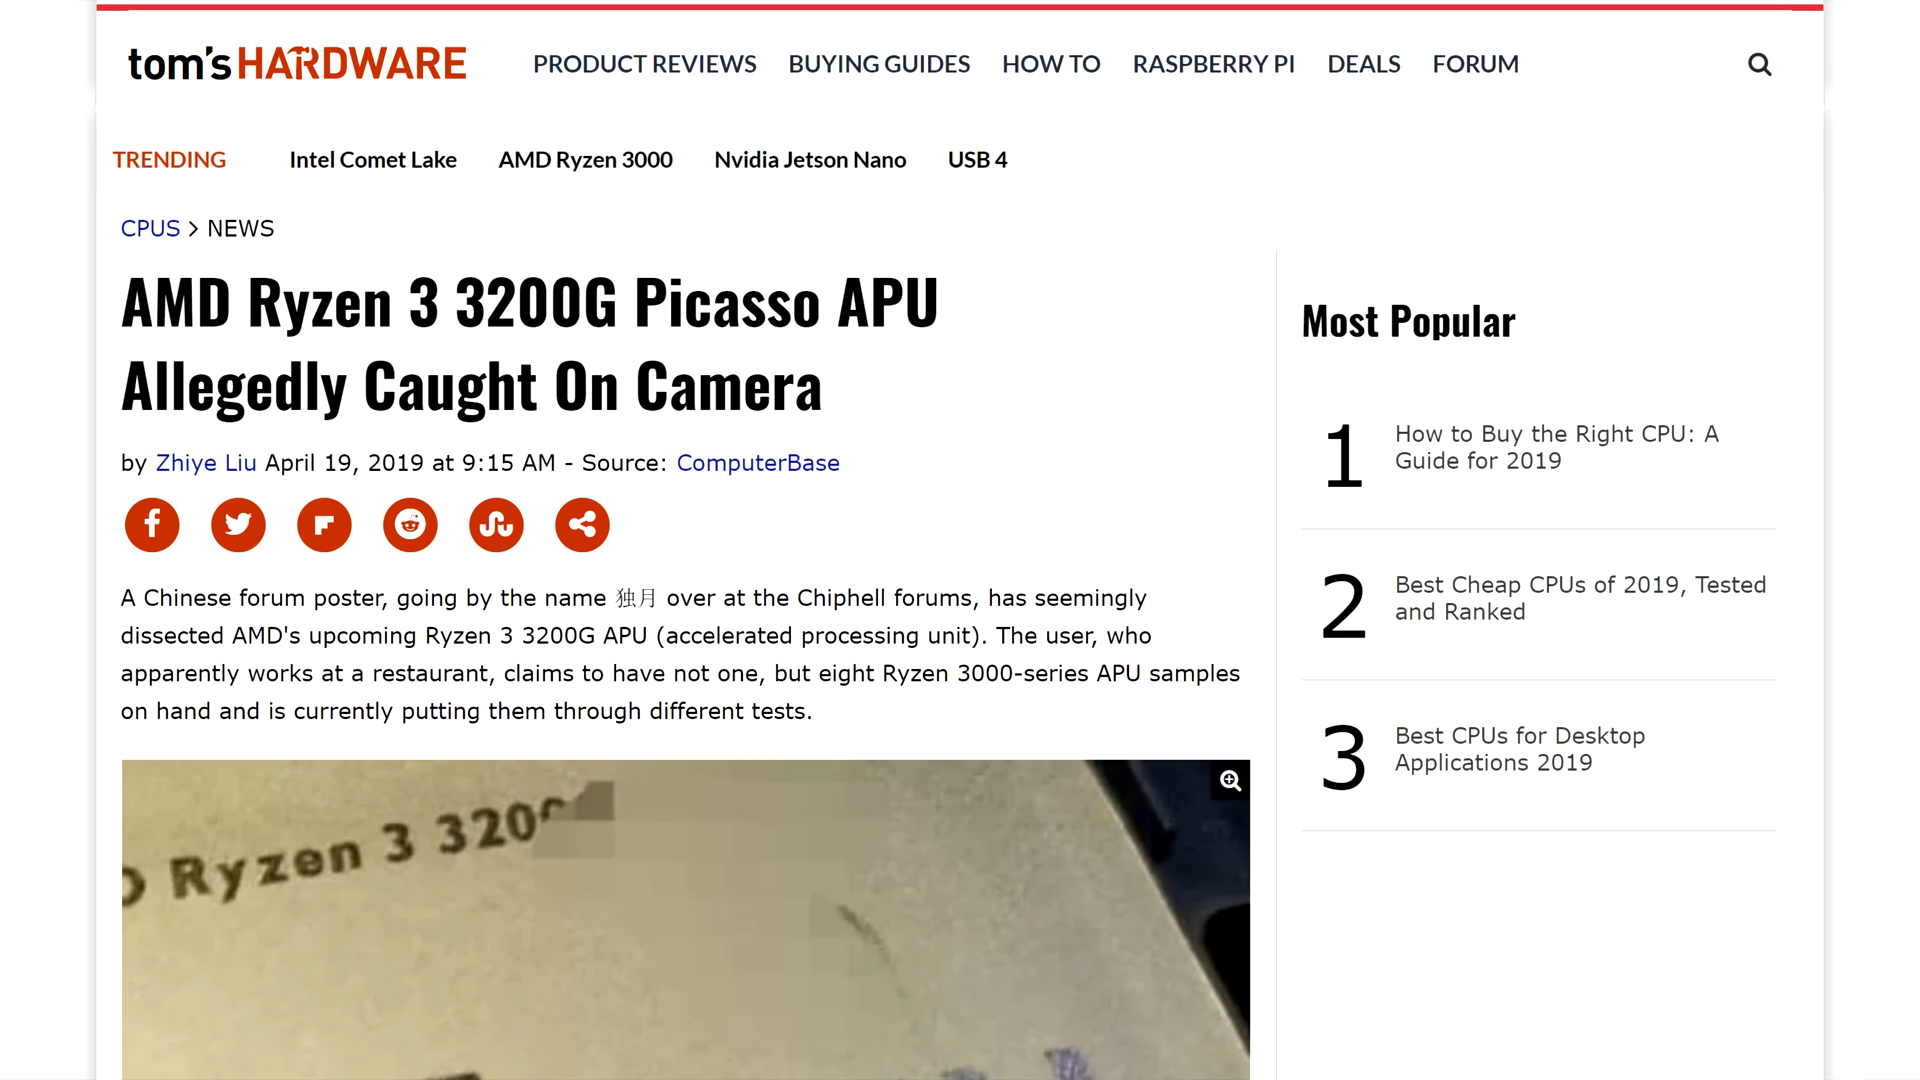 tom's HARDWARE
PRODUCT REVIEWS BUYING GUIDES HOW TO RASPBERRY PI DEALS FORUM
TRENDING Intel Comet Lake AMD Ryzen 3000 Nvidia Jetson Nano USB 4
CPUS > NEWS
AMD Ryzen 3 3200G Picasso APU
Allegedly Caught On Camera
by Zhiye Liu April 19, 2019 at 9:15 AM - Source: ComputerBase
A Chinese forum poster, going by the name 独月 over at the Chiphell forums, has seemingly
dissected AMD's upcoming Ryzen 3 3200G APU (accelerated processing unit). The user, who
apparently works at a restaurant, claims to have not one, but eight Ryzen 3000-series APU samples
on hand and is currently putting them through different tests.
Ryzen 3 320
Most Popular
1
How to Buy the Right CPU: A
Guide for 2019
2
Best Cheap CPUs of 2019, Tested
and Ranked
3
Best CPUs for Desktop
Applications 2019